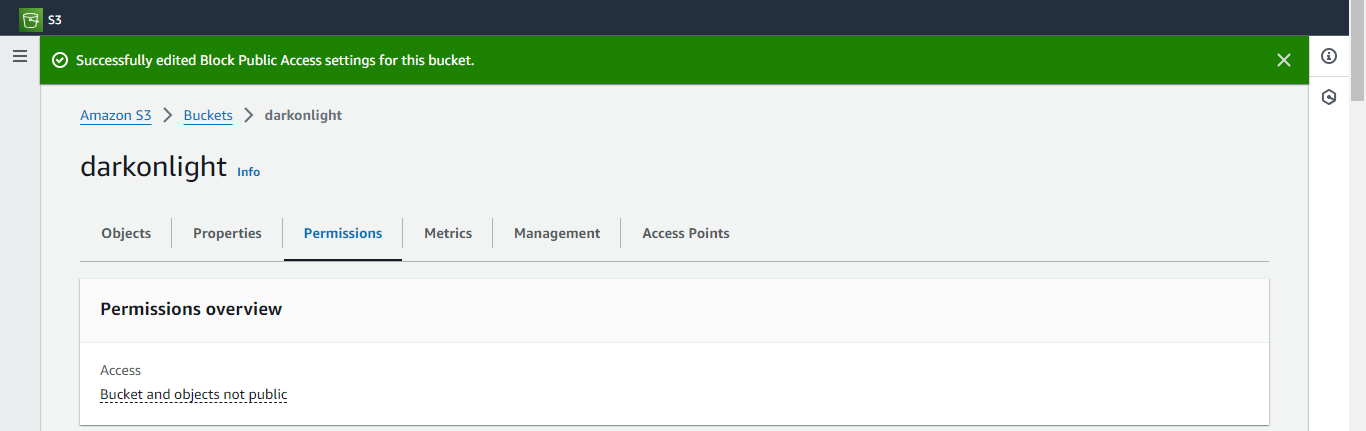 S3
Successfully edited Block Public Access settings for this bucket.
Amazon S3 Buckets darkonlight
darkonlight Info
Objects Properties Permissions Metrics Management Access Points
Permissions overview
Access
Bucket and objects not public